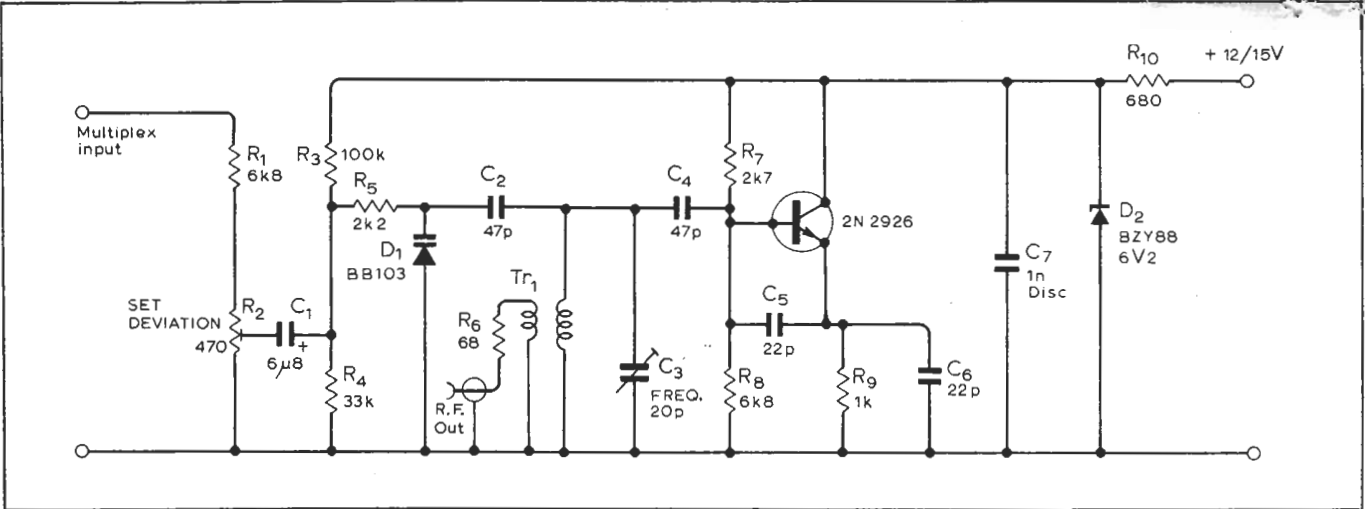 Multiplex
input
R1
6k8
SET
DEVIATION
R2
470
C1
+
6µ8
R3
100k
R4
33k
R5
2k2
D1
BB103
C2
47p
Tr1
R6
68
R.F.
Out
C3
FREQ.
20p
C4
47p
R7
2k7
2N 2926
C5
22p
R8
6k8
R9
1k
C6
22p
C7
1n
Disc
D2
BZY88
6V2
R10
680
+ 12/15V